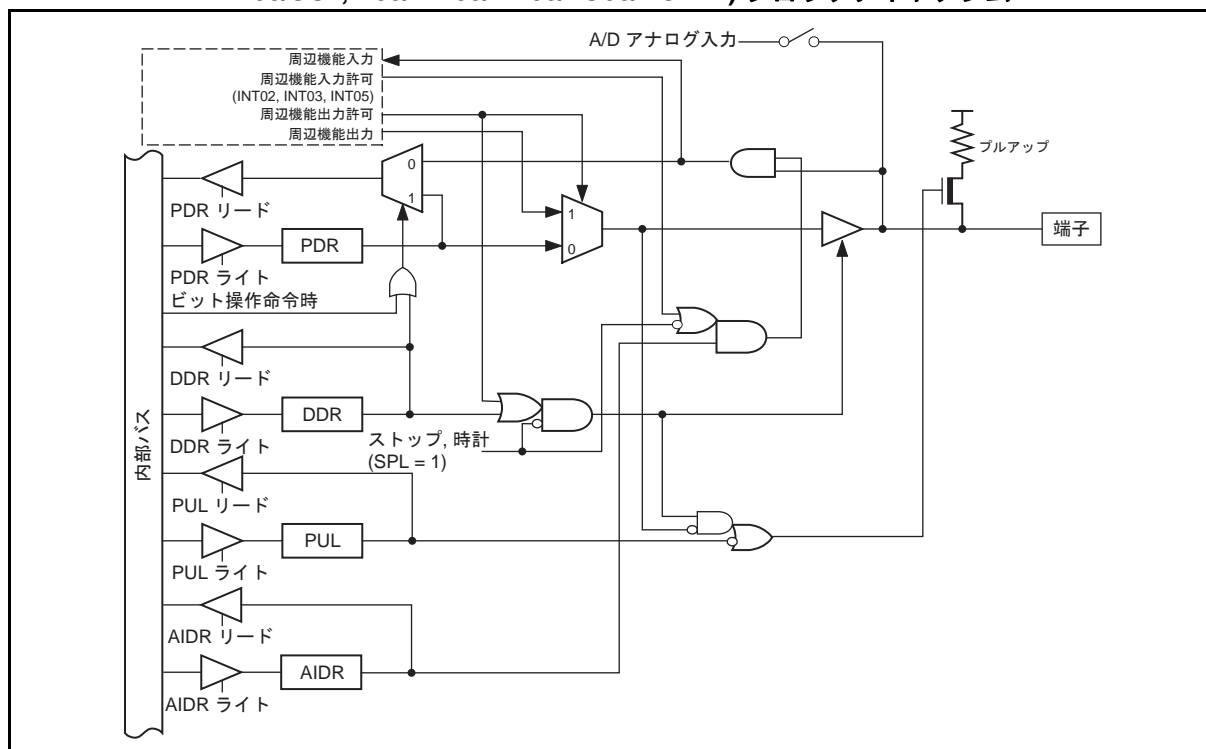 A/D アナログ入力
周辺機能入力
周辺機能入力許可
(INT02, INT03, INT05)
周辺機能出力許可
周辺機能出力
プルアップ
0
1
PDR リード
1
0
端子
PDR
PDR ライト
ビット操作命令時
DDR リード
DDR
DDR ライト
ストップ, 時計
(SPL = 1)
内部バス
PUL リード
PUL
PUL ライト
AIDR リード
AIDR
AIDR ライト